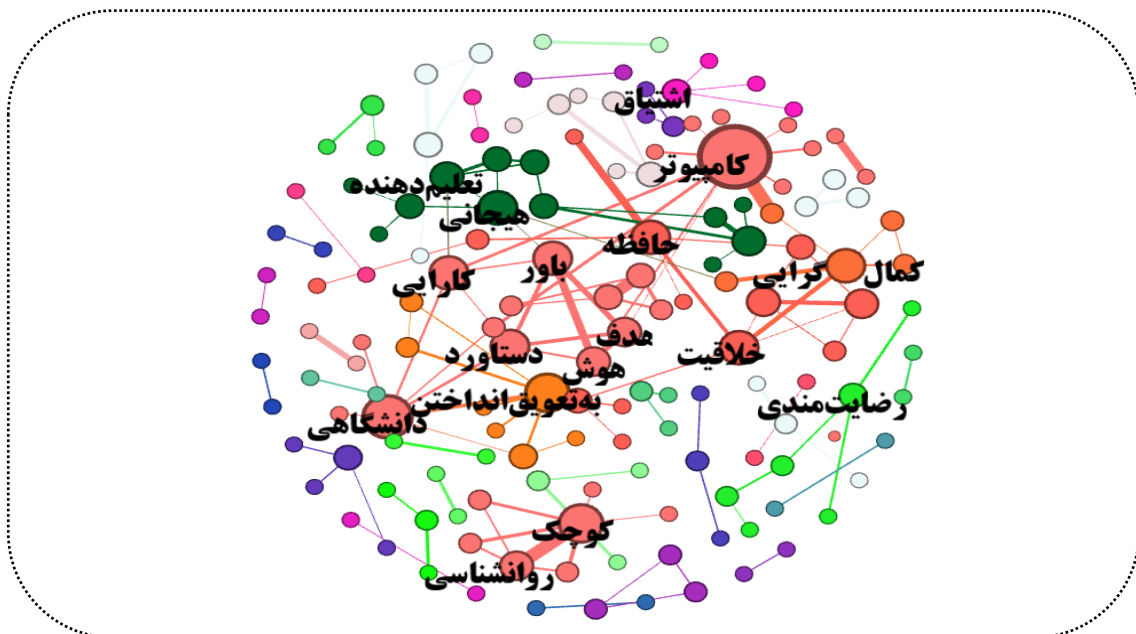 اشتیاق
کامپیوتر
تعلیم‌دهنده
هیجانی
حافظه
باور
کارایی
کمال گرایی
هدف
دستاورد
هوش
خلاقیت
به‌تعویق‌انداختن
رضایت‌مندی
دانشگاهی
کوچک
روانشناسی